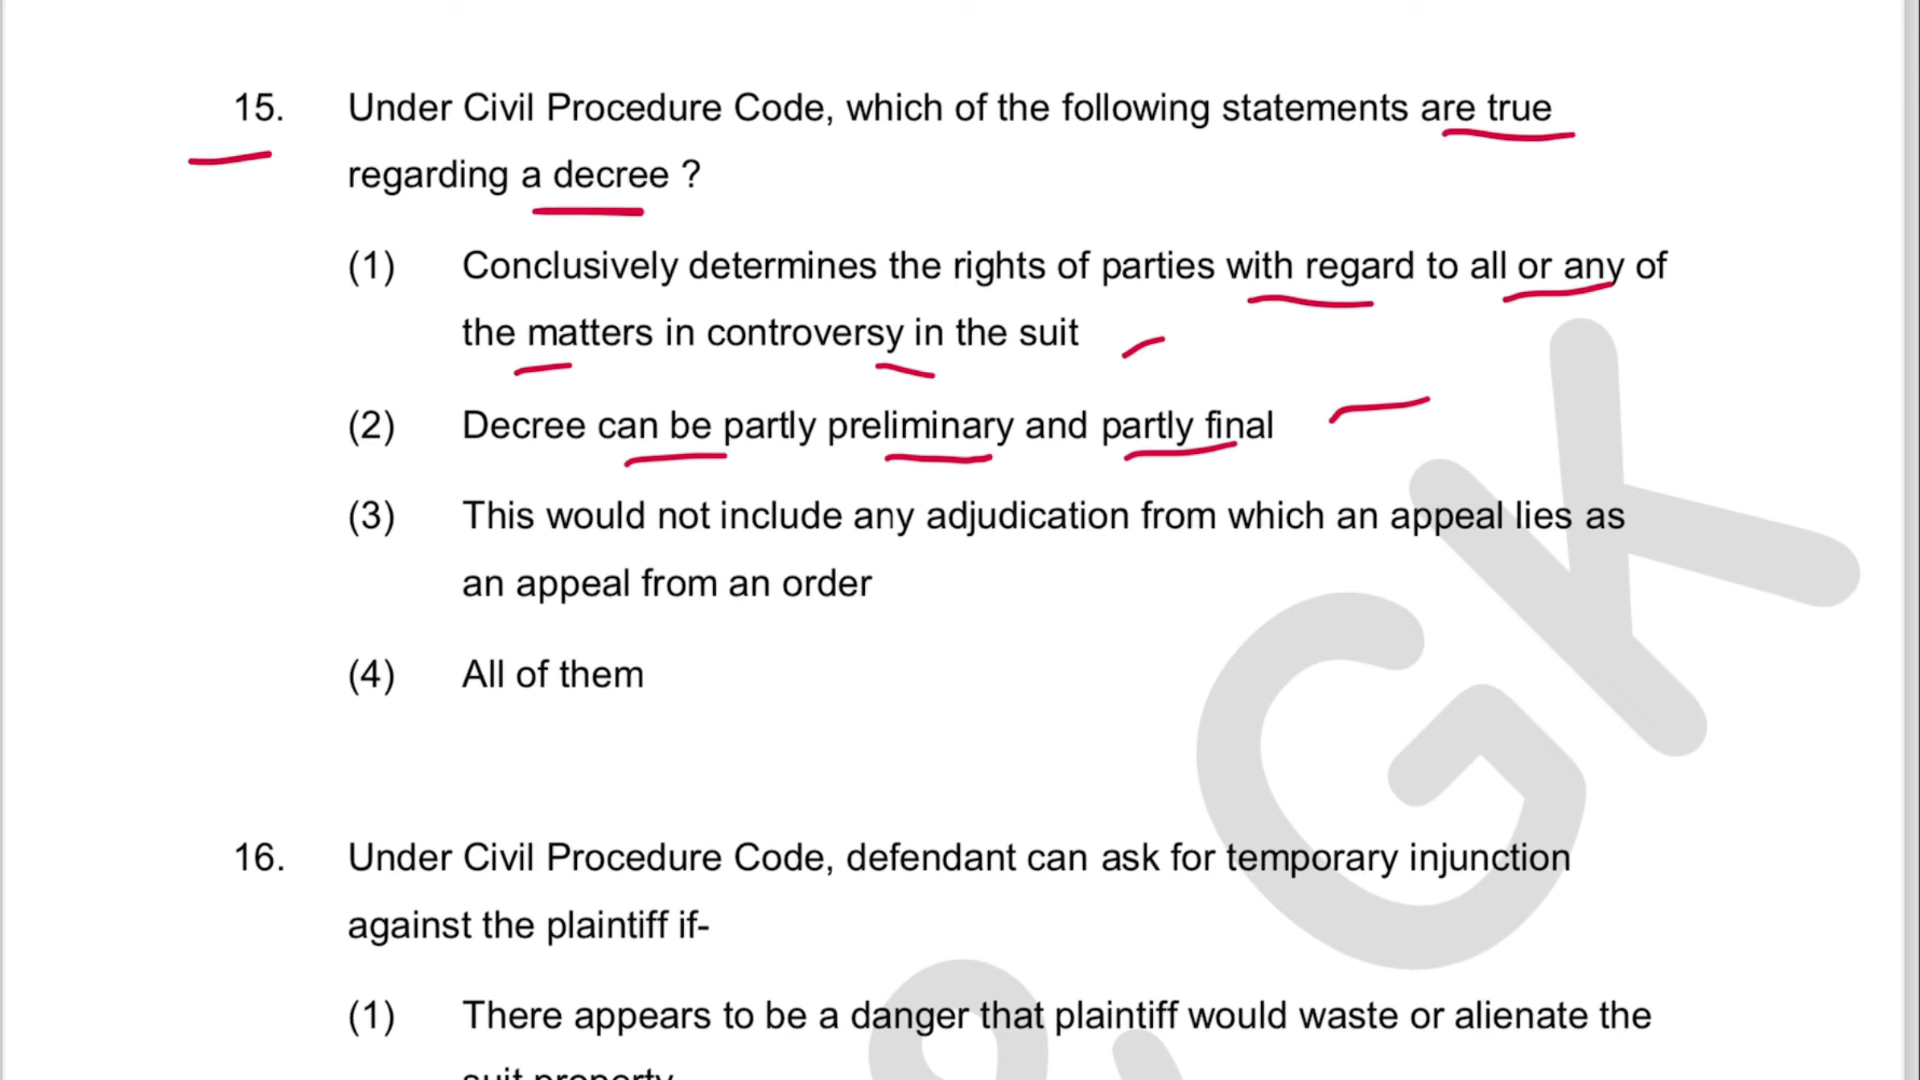 15. Under Civil Procedure Code, which of the following statements are true
regarding a decree ?
(1) Conclusively determines the rights of parties with regard to all or any of
the matters in controversy in the suit
(2) Decree can be partly preliminary and partly final
(3) This would not include any adjudication from which an appeal lies as
an appeal from an order
(4) All of them
16. Under Civil Procedure Code, defendant can ask for temporary injunction
against the plaintiff if-
(1) There appears to be a danger that plaintiff would waste or alienate the
suit property
GK